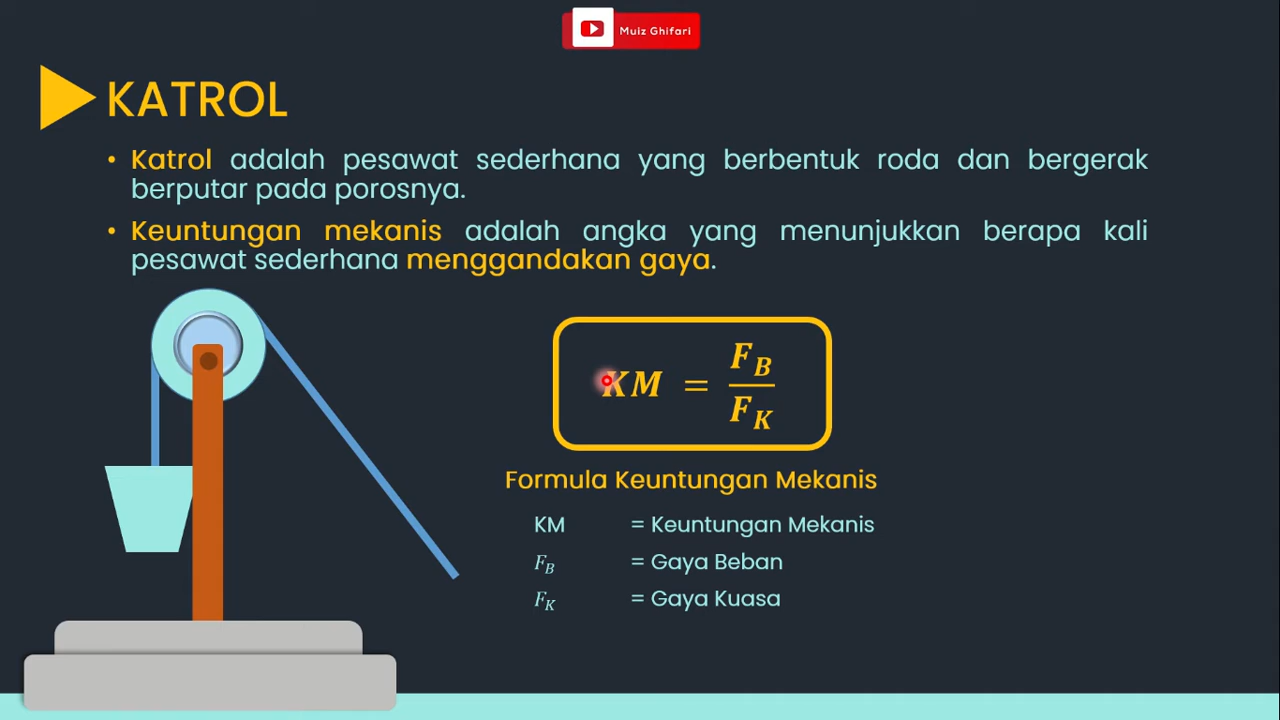 Muiz Ghifari
KATROL
• Katrol adalah pesawat sederhana yang berbentuk roda dan bergerak
berputar pada porosnya.
• Keuntungan mekanis adalah angka yang menunjukkan berapa kali
pesawat sederhana menggandakan gaya.
KM = F_B / F_K
Formula Keuntungan Mekanis
KM = Keuntungan Mekanis
F_B = Gaya Beban
F_K = Gaya Kuasa